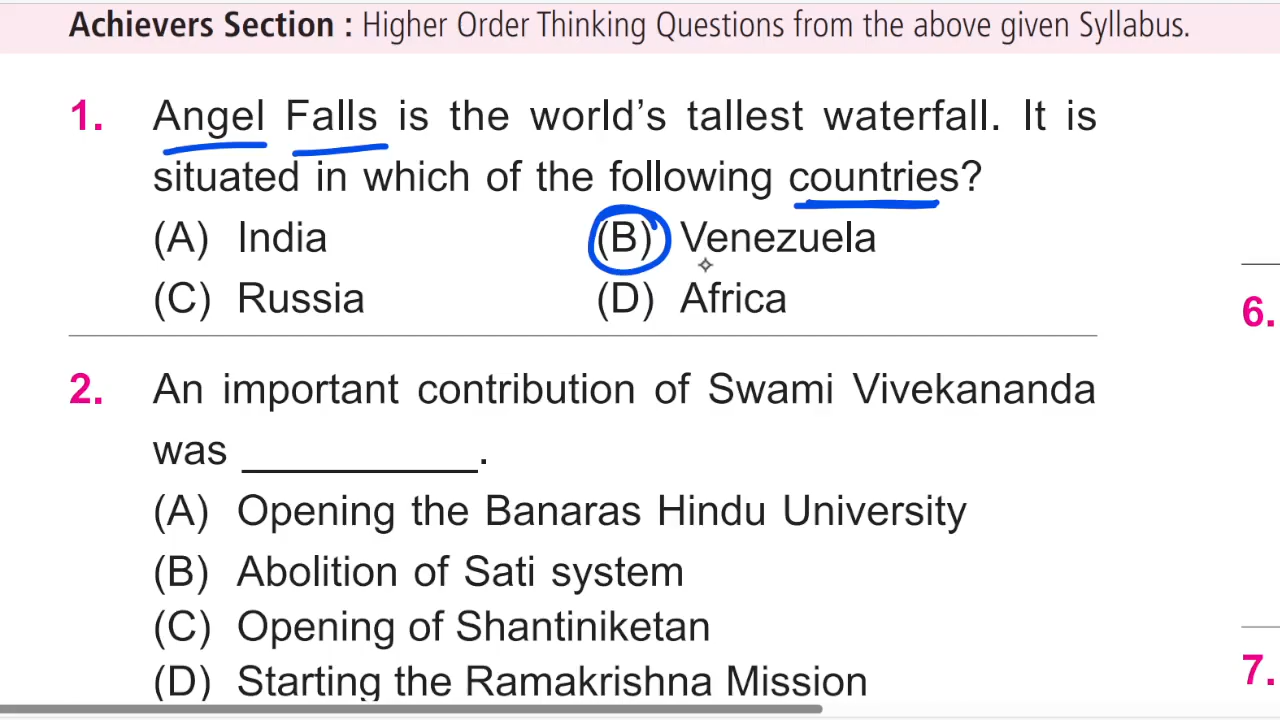 Achievers Section : Higher Order Thinking Questions from the above given Syllabus.
1. Angel Falls is the world’s tallest waterfall. It is
situated in which of the following countries?
(A) India (B) Venezuela
(C) Russia (D) Africa
2. An important contribution of Swami Vivekananda
was __________.
(A) Opening the Banaras Hindu University
(B) Abolition of Sati system
(C) Opening of Shantiniketan
(D) Starting the Ramakrishna Mission
6.
7.